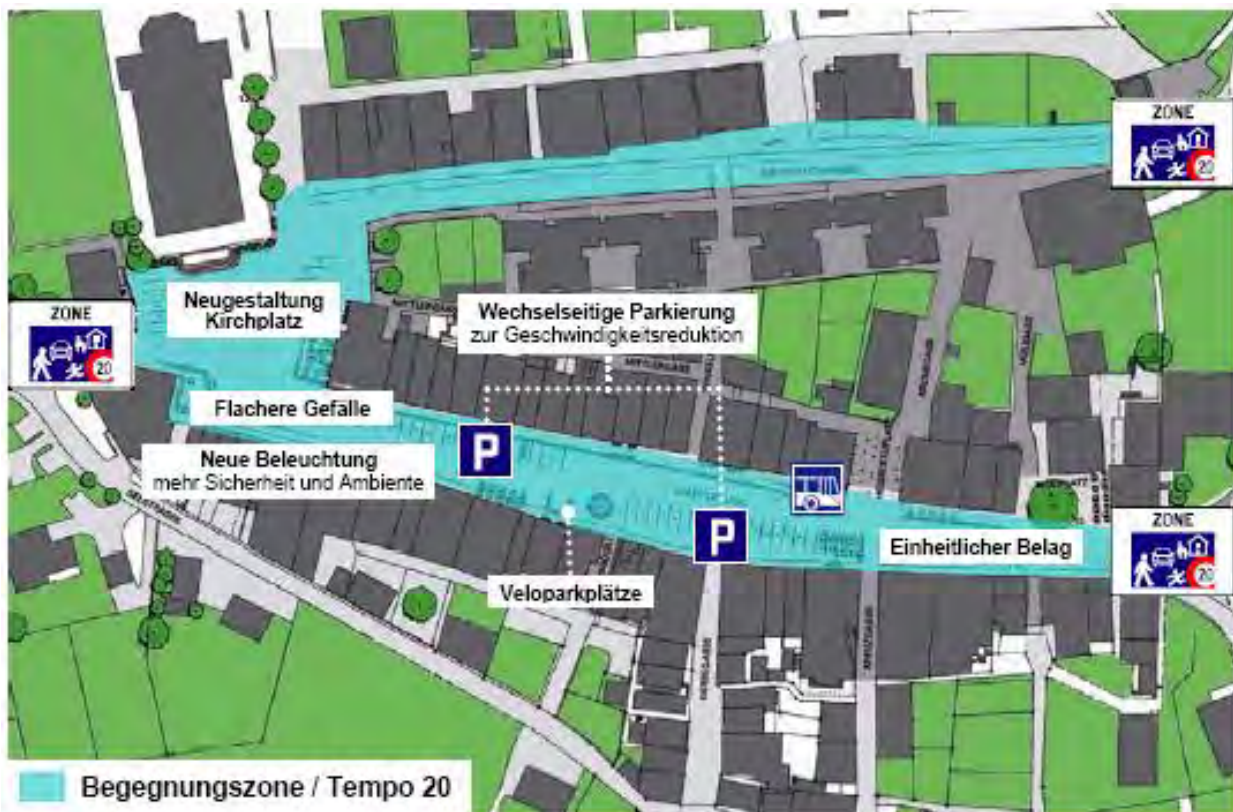 ZONE
20
Neugestaltung
Kirchplatz
ZONE
20
Wechselseitige Parkierung
zur Geschwindigkeitsreduktion
Flachere Gefälle
P
Neue Beleuchtung
mehr Sicherheit und Ambiente
ZONE
20
P
Einheitlicher Belag
Veloparkplätze
Begegnungszone / Tempo 20